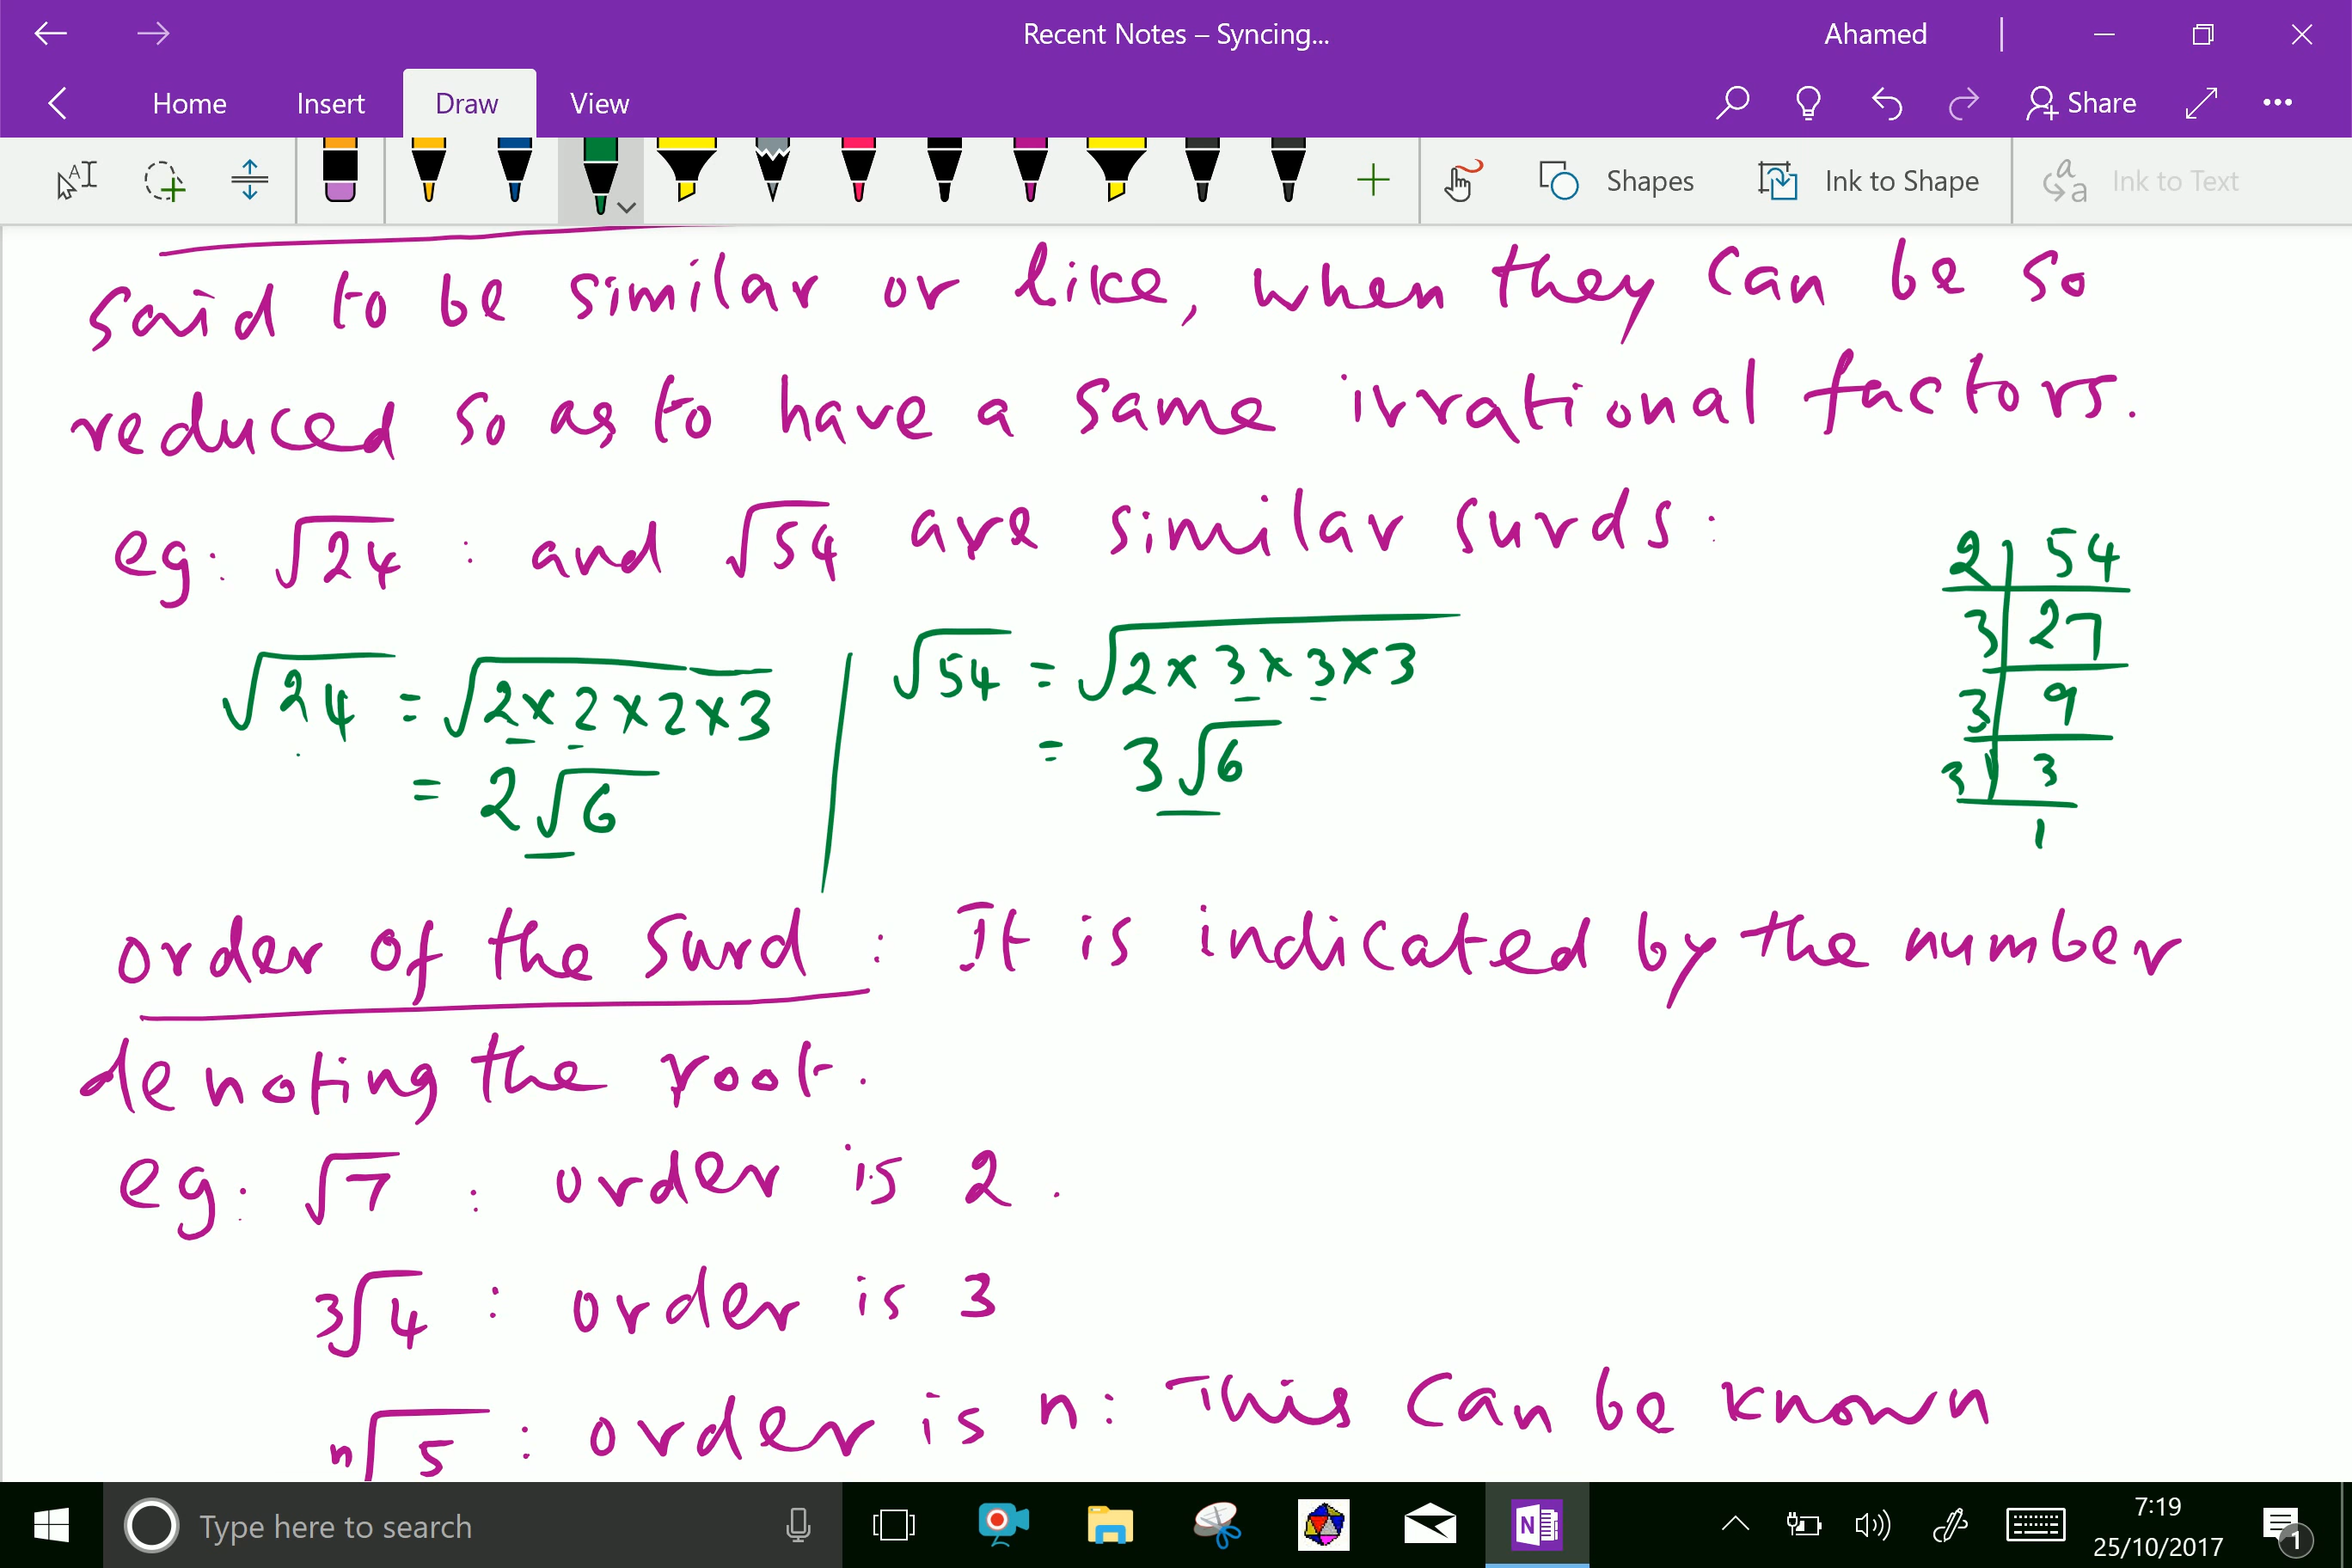 Recent Notes – Syncing...
Ahamed
Home Insert Draw View
Share
Shapes
Ink to Shape
Ink to Text
said to be similar or like, when they can be so
reduced so as to have a same irrational factors.
eg: √24 : and √54 are similar surds:
√24 = √2×2×2×3
= 2√6
√54 = √2×3×3×3
= 3√6
2 54
3 27
3 9
3 3
1
order of the surd : It is indicated by the number
denoting the root.
eg: √7 : order is 2.
³√4 : order is 3
ⁿ√5 : order is n: This can be known
Type here to search
N
7:19
25/10/2017
1